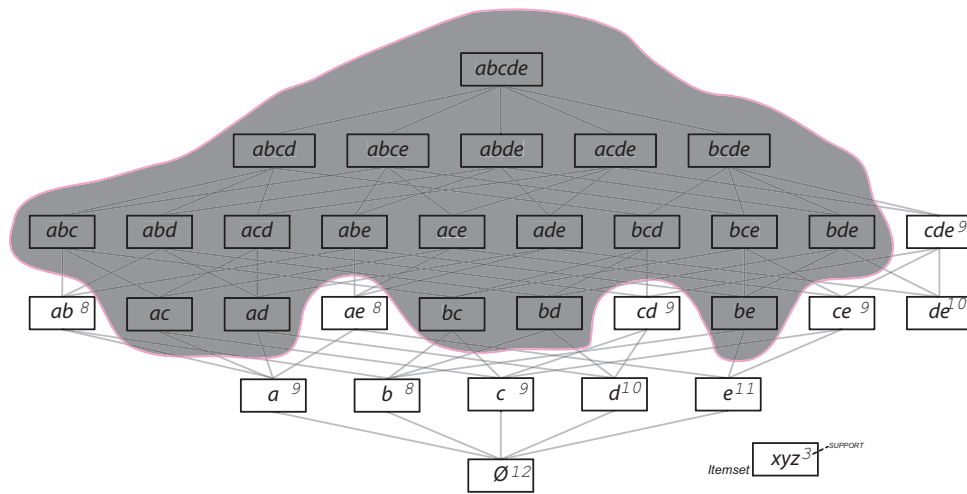 abcde
abcd abce abde acde bcde
abc abd acd abe ace ade bcd bce bde cde 9
ab 8 ac ad ae 8 bc bd cd 9 be ce 9 de 10
a 9 b 8 c 9 d 10 e 11
Ø 12
xyz 3 SUPPORT
Itemset